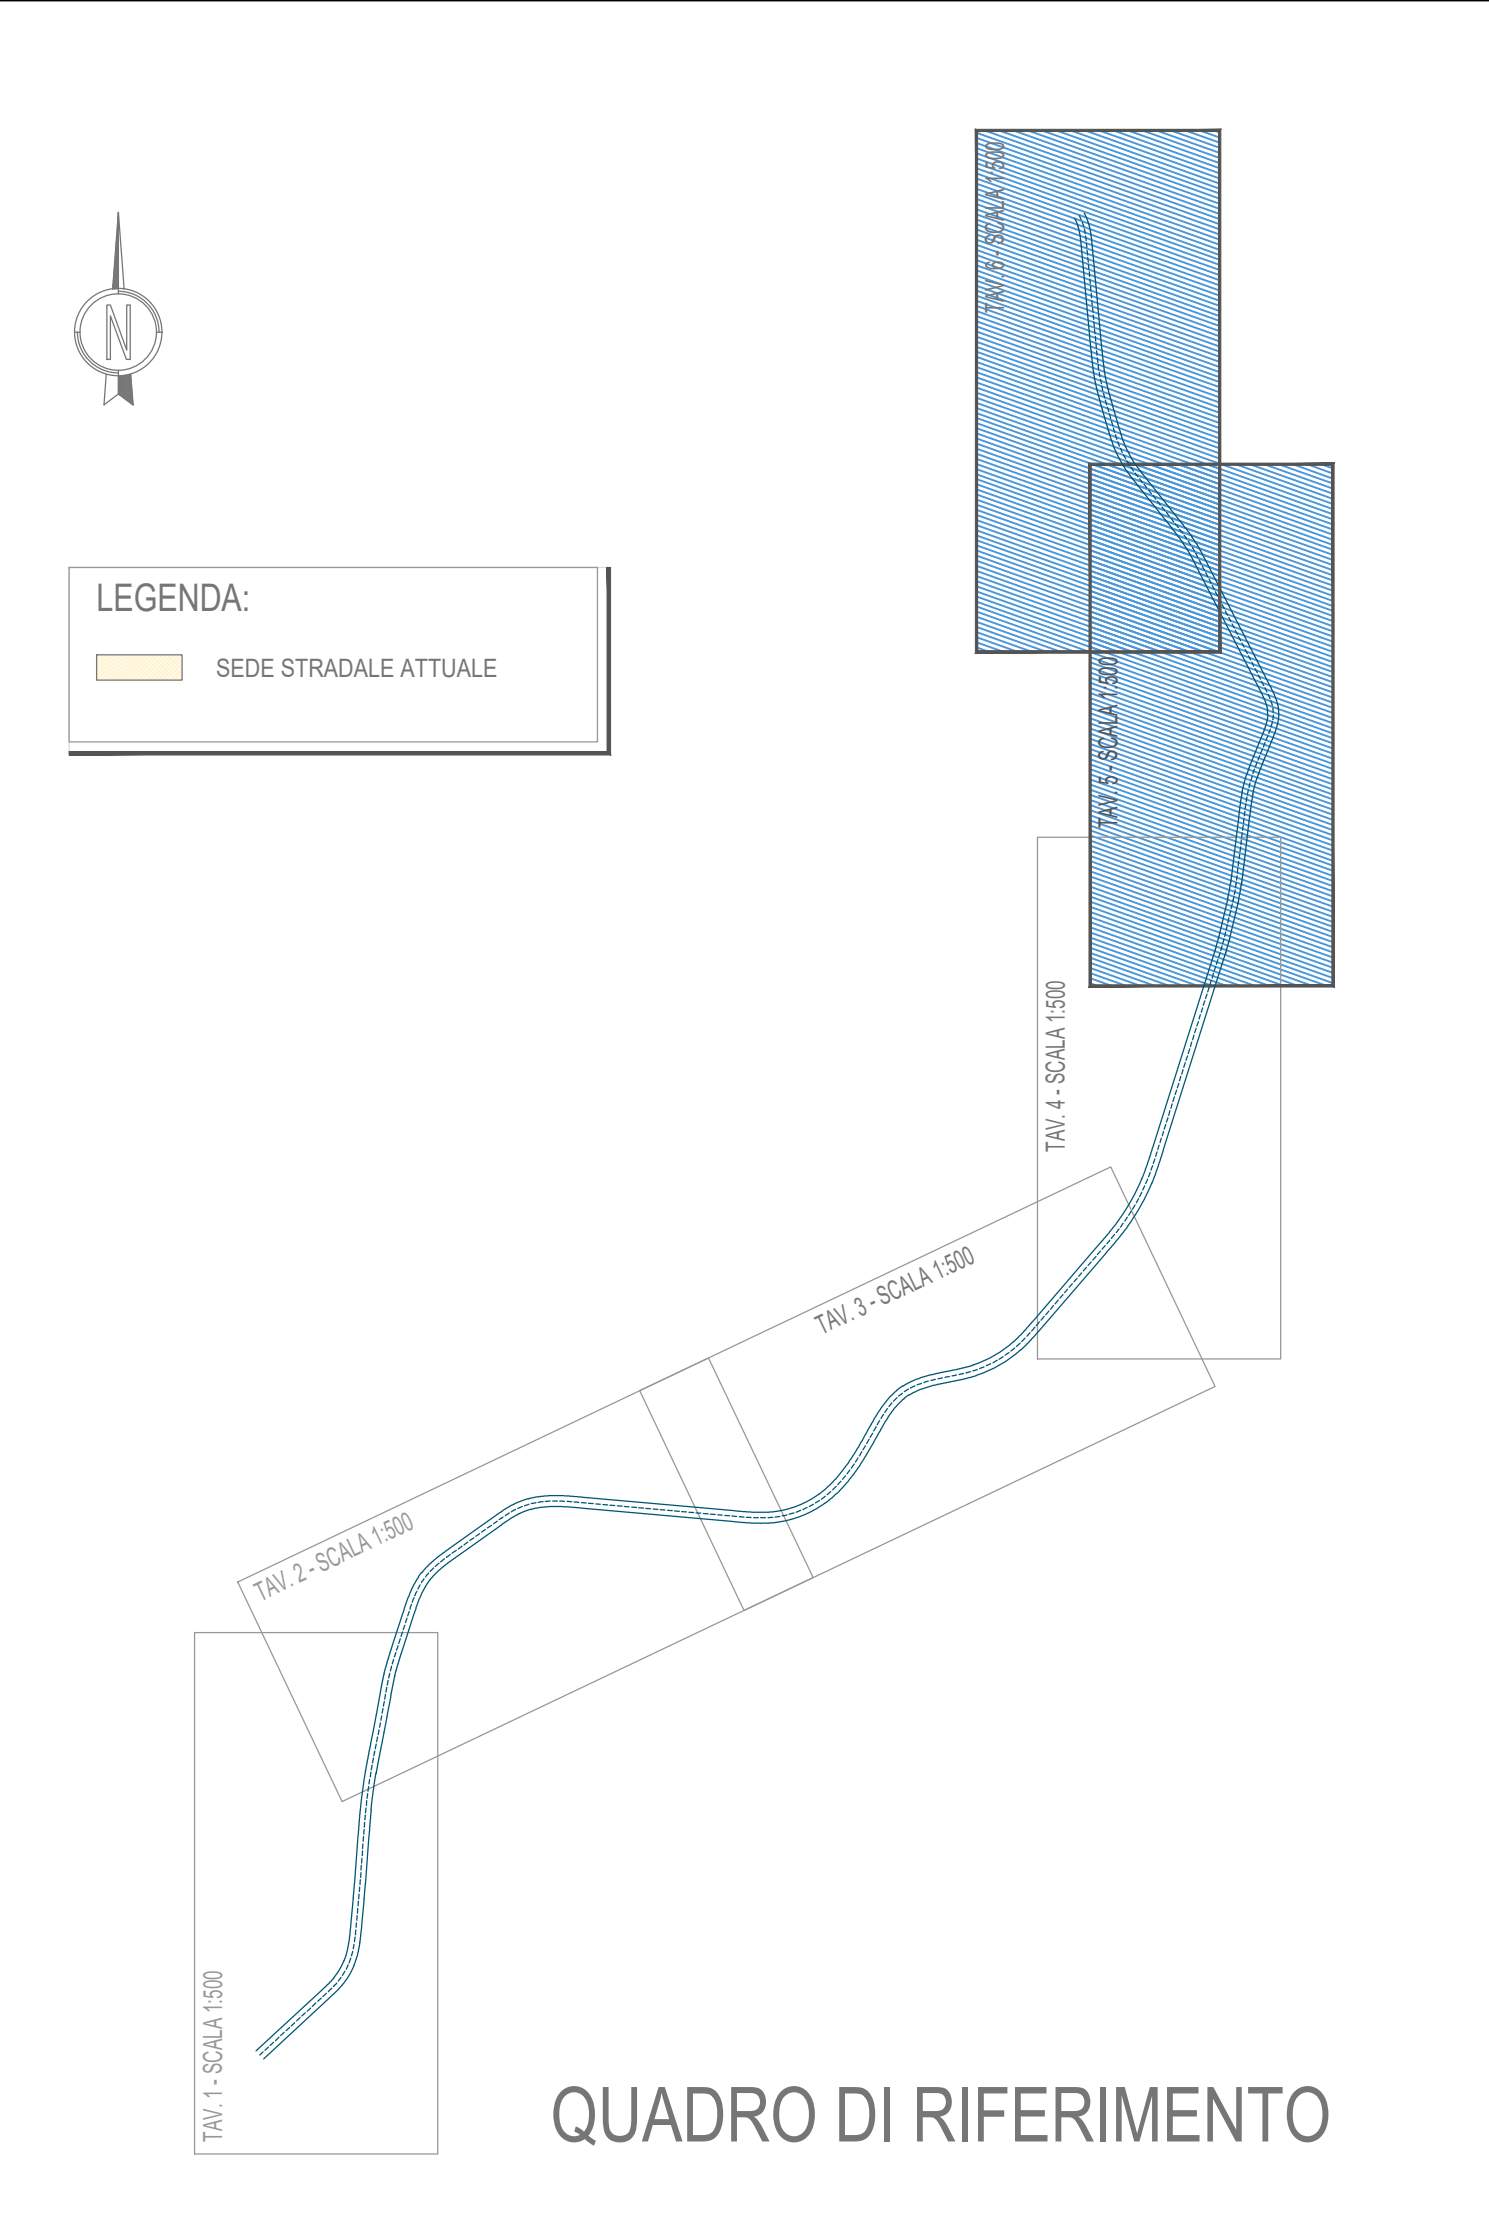 TAV. 6 - SCALA 1:500
N
LEGENDA:
SEDE STRADALE ATTUALE
TAV. 5 - SCALA 1:500
TAV. 4 - SCALA 1:500
TAV. 3 - SCALA 1:500
TAV. 2 - SCALA 1:500
TAV. 1 - SCALA 1:500
QUADRO DI RIFERIMENTO